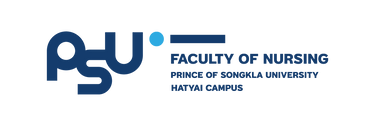 PSU
FACULTY OF NURSING
PRINCE OF SONGKLA UNIVERSITY
HATYAI CAMPUS